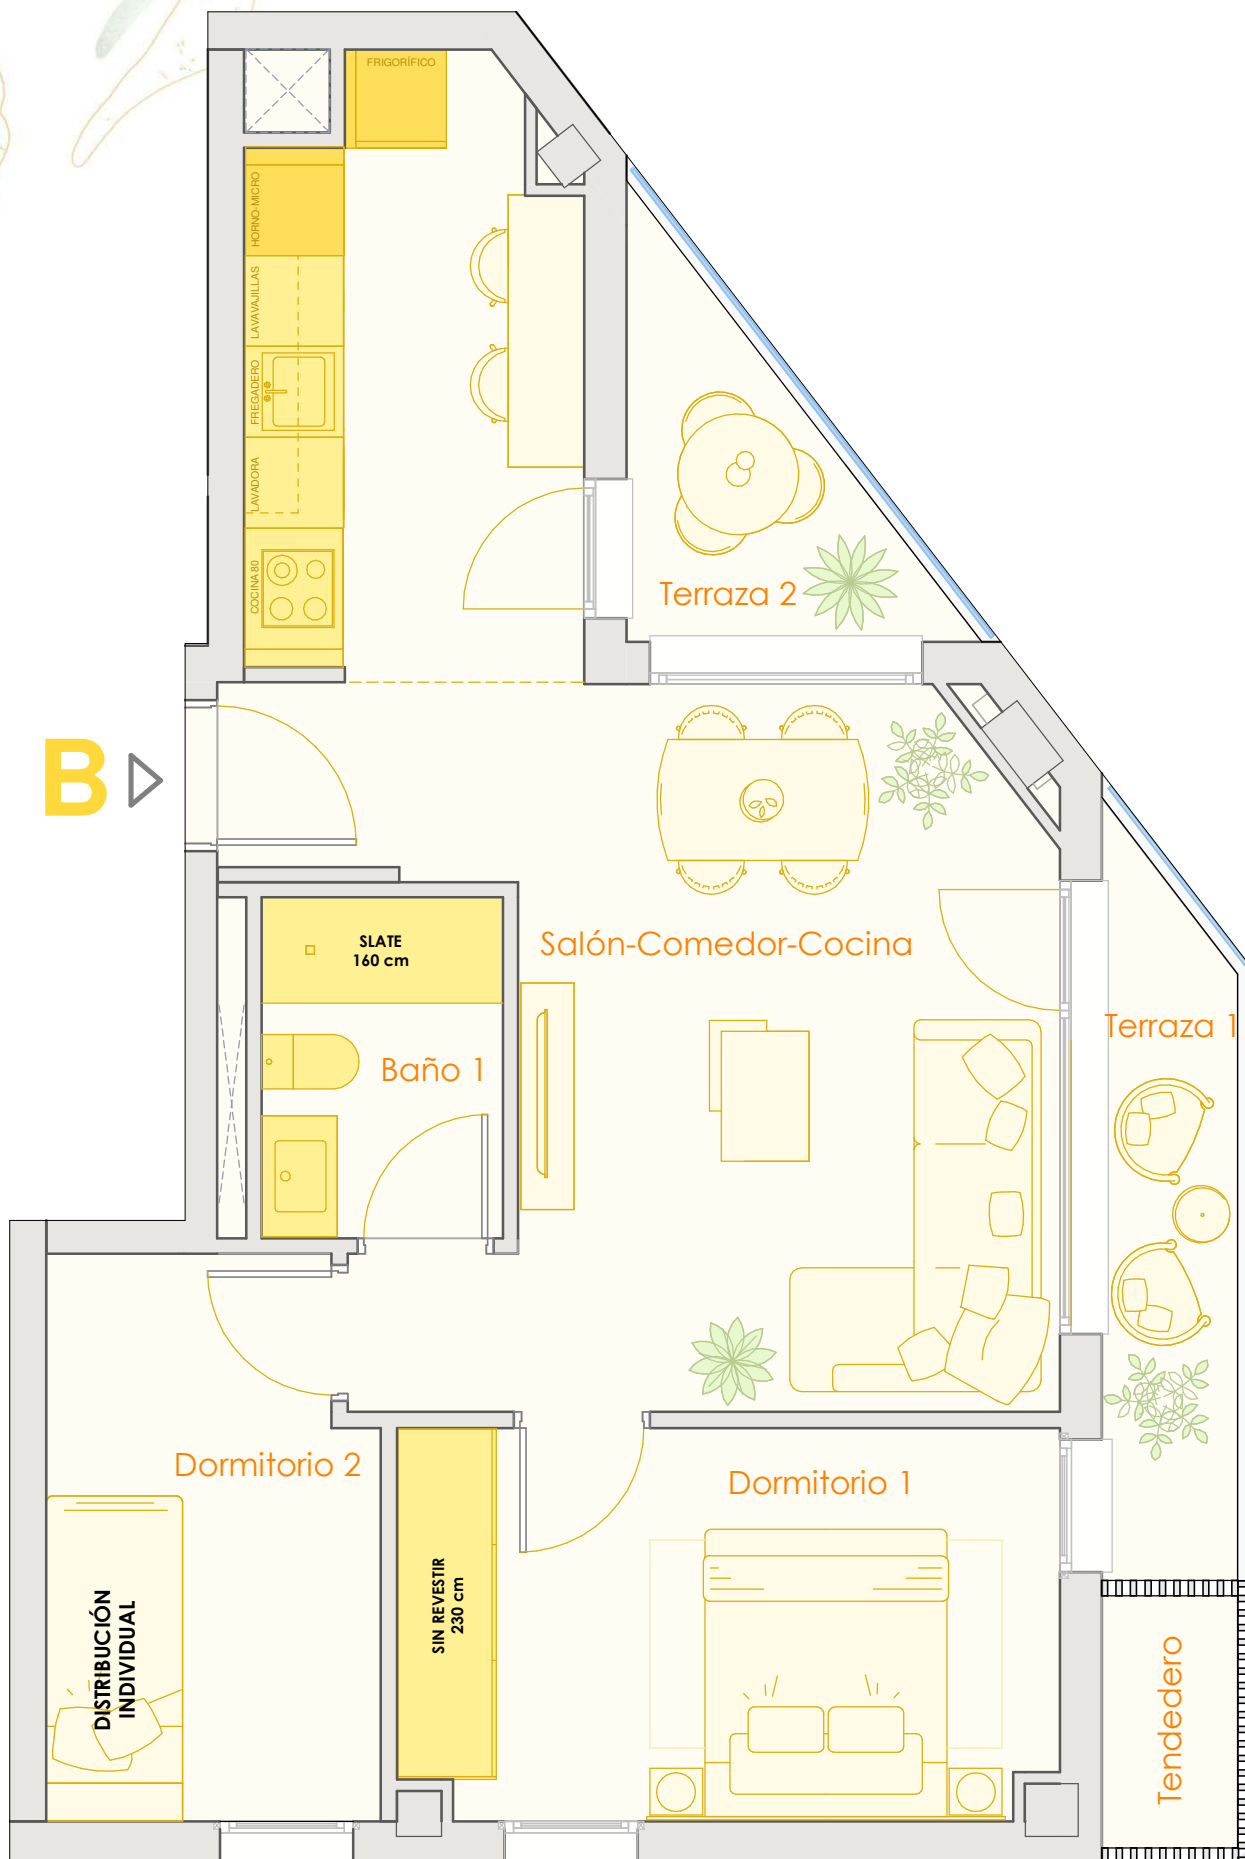 FRIGORÍFICO
HORNO-MICRO
LAVAVAJILLAS
FREGADERO
LAVADORA
COCINA 80
Terraza 2
B
SLATE
160 cm
Salón-Comedor-Cocina
Terraza 1
Baño 1
Dormitorio 2
Dormitorio 1
SIN REVESTIR
230 cm
DISTRIBUCIÓN
INDIVIDUAL
Tendedero